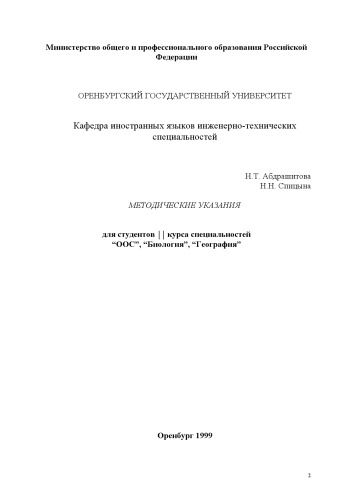 Министерство общего и профессионального образования Российской
Федерации
ОРЕНБУРГСКИЙ ГОСУДАРСТВЕННЫЙ УНИВЕРСИТЕТ
Кафедра иностранных языков инженерно-технических
специальностей
Н.Т. Абдрашитова
Н.Н. Спицына
МЕТОДИЧЕСКИЕ УКАЗАНИЯ
для студентов || курса специальностей
“ООС”, “Биология”, “География”
Оренбург 1999
2